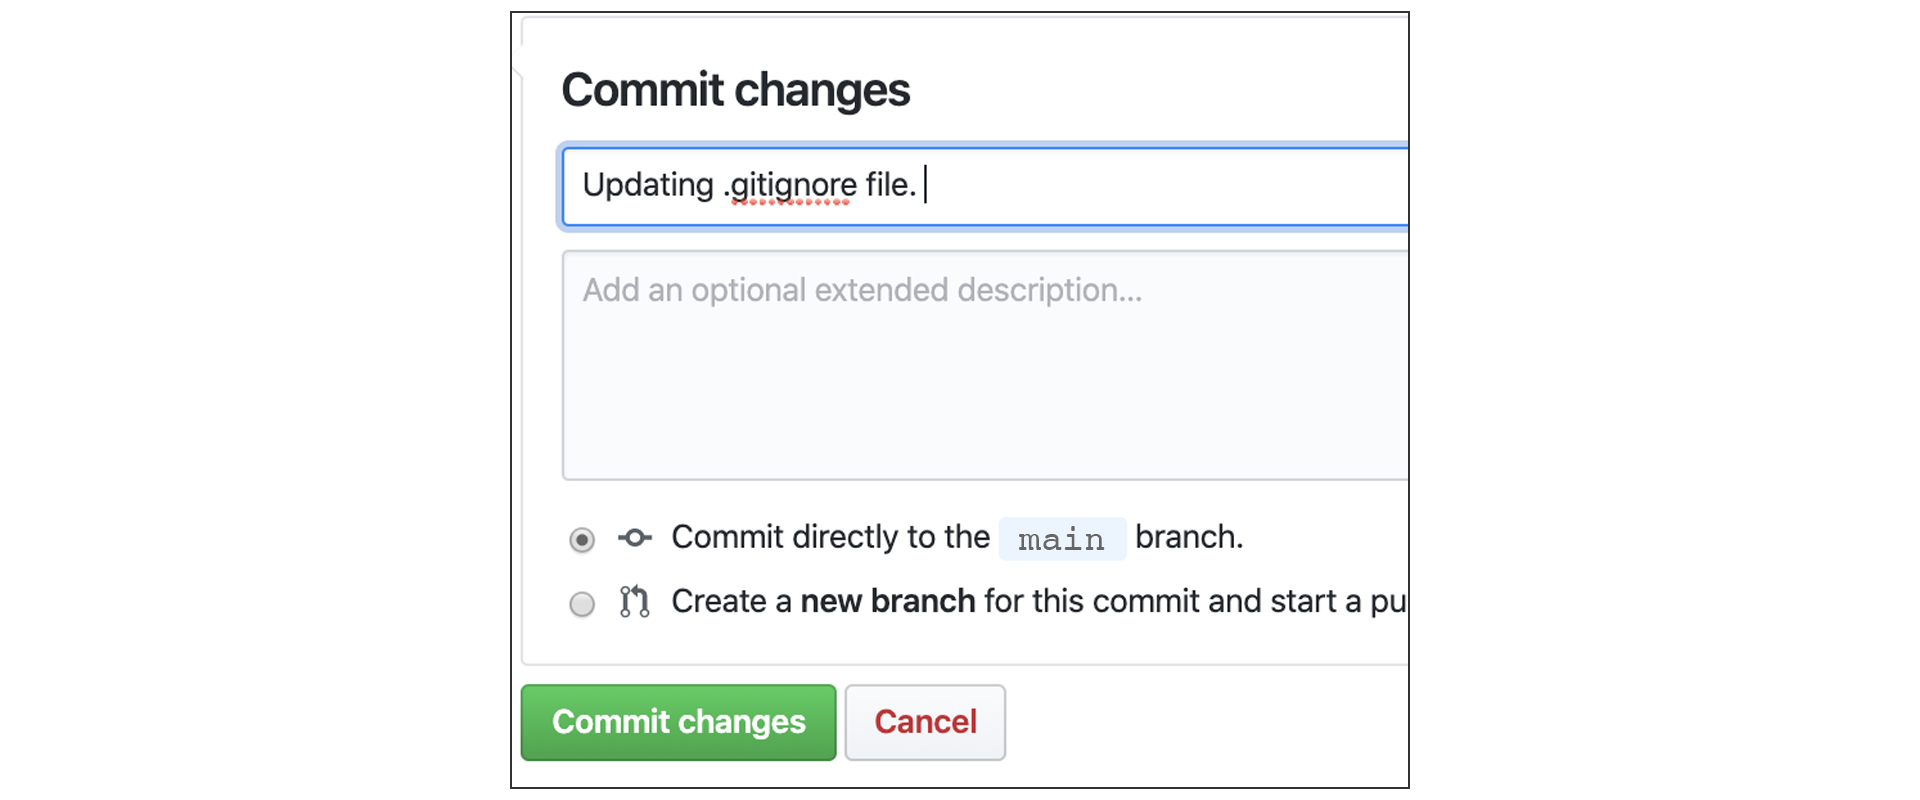 Commit changes
Updating .gitignore file.
Add an optional extended description...
Commit directly to the main branch.
Create a new branch for this commit and start a pu
Commit changes
Cancel